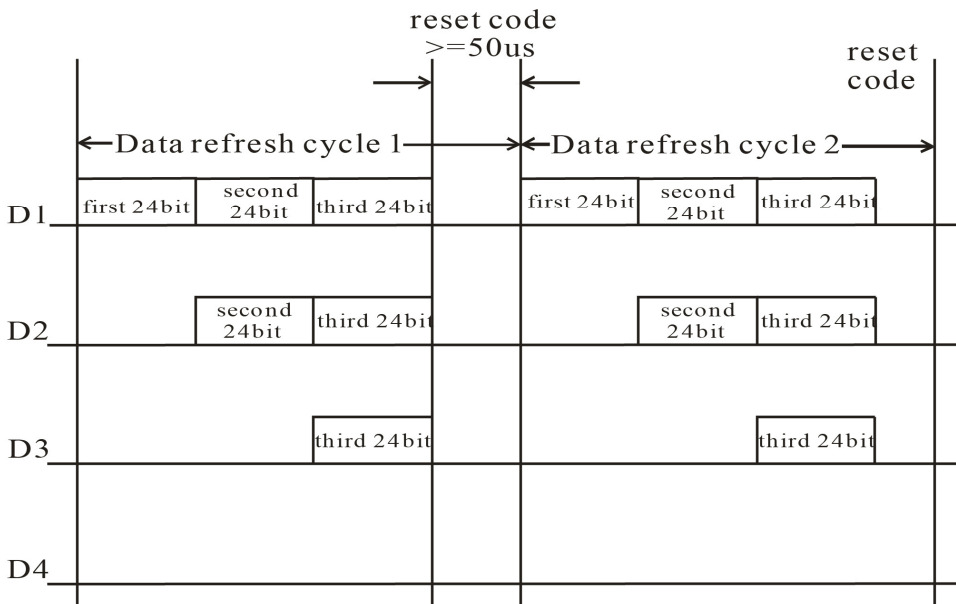 reset code
>=50us
reset
code
Data refresh cycle 1
Data refresh cycle 2
D1
first 24bit
second
24bit
third 24bit
first 24bit
second
24bit
third 24bit
D2
second
24bit
third 24bit
second
24bit
third 24bit
D3
third 24bit
third 24bit
D4